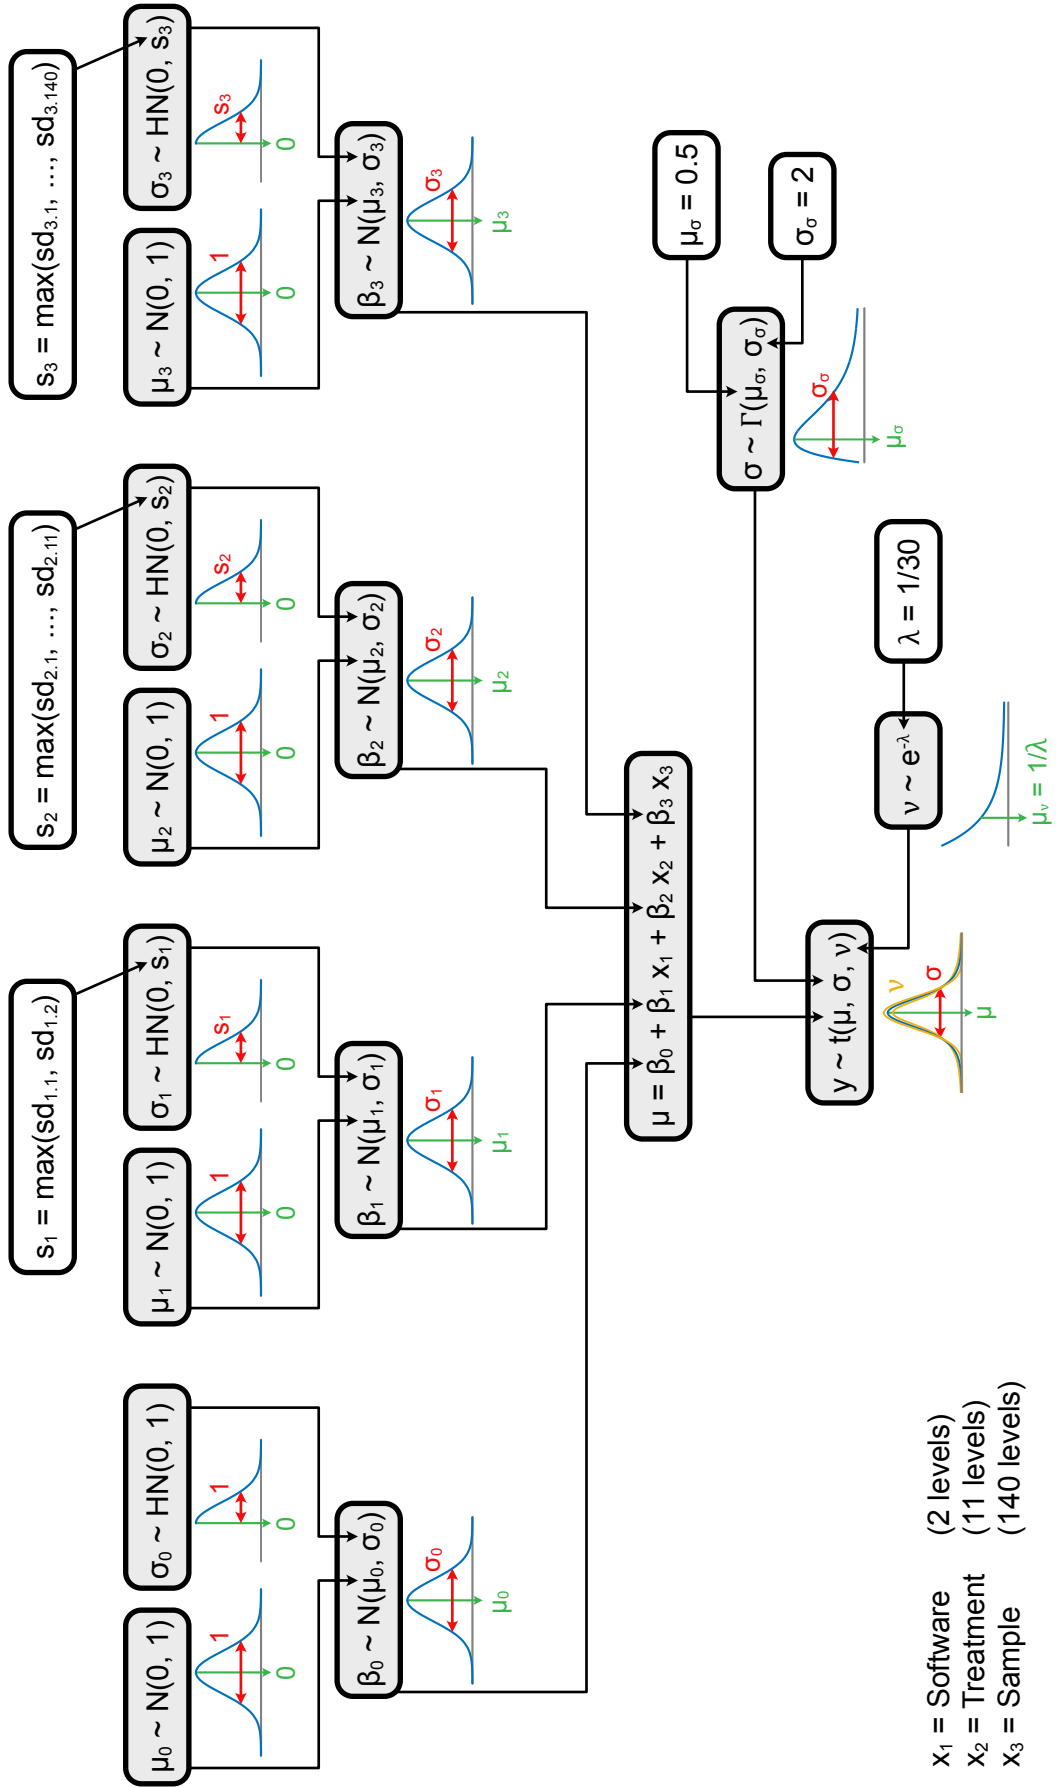 s₁ = max(sd₁.₁, sd₁.₂)
s₂ = max(sd₂.₁, ..., sd₂.₁₁)
s₃ = max(sd₃.₁, ..., sd₃.₁₄₀)
μ₀ ~ N(0, 1)
σ₀ ~ HN(0, 1)
μ₁ ~ N(0, 1)
σ₁ ~ HN(0, s₁)
μ₂ ~ N(0, 1)
σ₂ ~ HN(0, s₂)
μ₃ ~ N(0, 1)
σ₃ ~ HN(0, s₃)
1
1
1
s₁
1
s₂
1
s₃
0
0
0
0
0
0
0
0
β₀ ~ N(μ₀, σ₀)
β₁ ~ N(μ₁, σ₁)
β₂ ~ N(μ₂, σ₂)
β₃ ~ N(μ₃, σ₃)
σ₀
σ₁
σ₂
σ₃
μ₀
μ₁
μ₂
μ₃
μ = β₀ + β₁ x₁ + β₂ x₂ + β₃ x₃
μσ = 0.5
σ ~ Γ(μσ, σσ)
σσ = 2
σσ
μσ
y ~ t(μ, σ, ν)
ν ~ e^-λ
λ = 1/30
ν
σ
μ
μν = 1/λ
x₁ = Software (2 levels)
x₂ = Treatment (11 levels)
x₃ = Sample (140 levels)